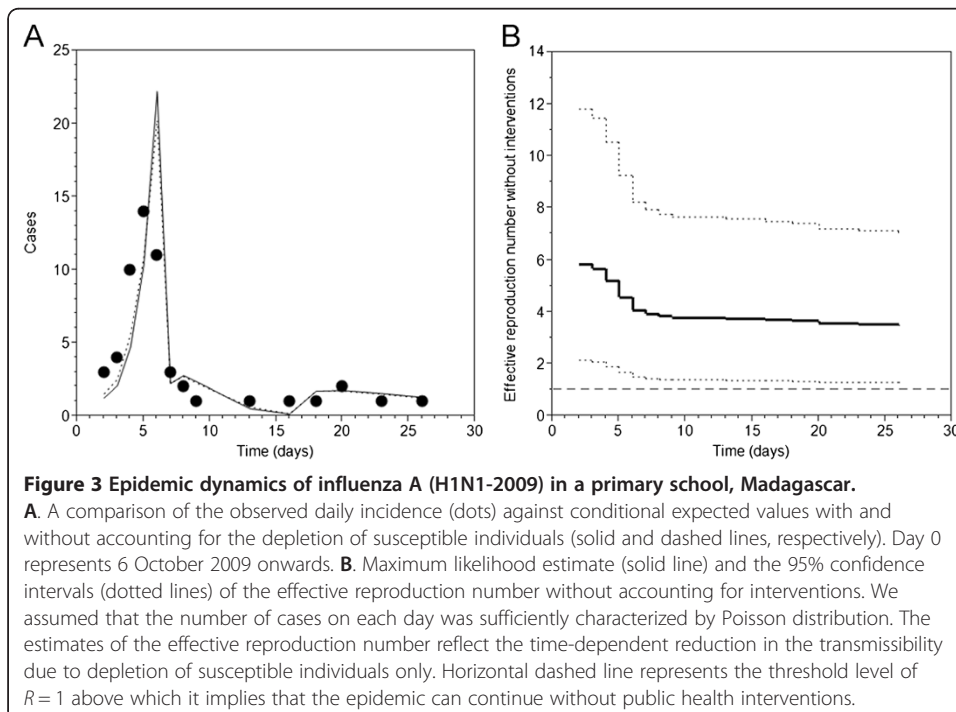 A
B
25
20
15
10
5
0
Cases
0 5 10 15 20 25 30
Time (days)
14
12
10
8
6
4
2
0
Effective reproduction number without interventions
0 5 10 15 20 25 30
Time (days)
Figure 3 Epidemic dynamics of influenza A (H1N1-2009) in a primary school, Madagascar.
A. A comparison of the observed daily incidence (dots) against conditional expected values with and
without accounting for the depletion of susceptible individuals (solid and dashed lines, respectively). Day 0
represents 6 October 2009 onwards. B. Maximum likelihood estimate (solid line) and the 95% confidence
intervals (dotted lines) of the effective reproduction number without accounting for interventions. We
assumed that the number of cases on each day was sufficiently characterized by Poisson distribution. The
estimates of the effective reproduction number reflect the time-dependent reduction in the transmissibility
due to depletion of susceptible individuals only. Horizontal dashed line represents the threshold level of
R = 1 above which it implies that the epidemic can continue without public health interventions.